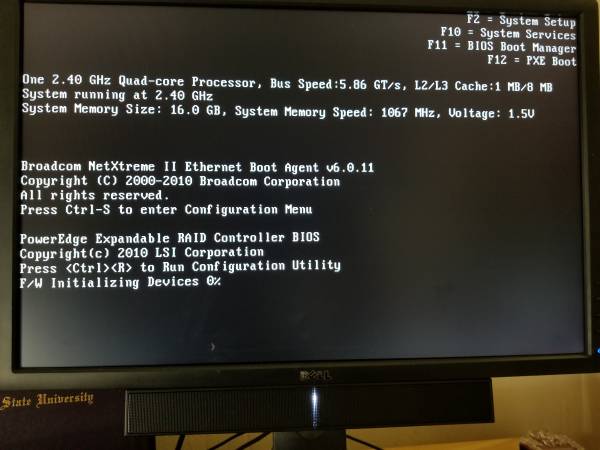 F2 = System Setup
F10 = System Services
F11 = BIOS Boot Manager
F12 = PXE Boot
One 2.40 GHz Quad-core Processor, Bus Speed:5.86 GT/s, L2/L3 Cache:1 MB/8 MB
System running at 2.40 GHz
System Memory Size: 16.0 GB, System Memory Speed: 1067 MHz, Voltage: 1.5V
Broadcom NetXtreme II Ethernet Boot Agent v6.0.11
Copyright (C) 2000-2010 Broadcom Corporation
All rights reserved.
Press Ctrl-S to enter Configuration Menu
PowerEdge Expandable RAID Controller BIOS
Copyright(c) 2010 LSI Corporation
Press <Ctrl><R> to Run Configuration Utility
F/W Initializing Devices 0%
DELL
State University